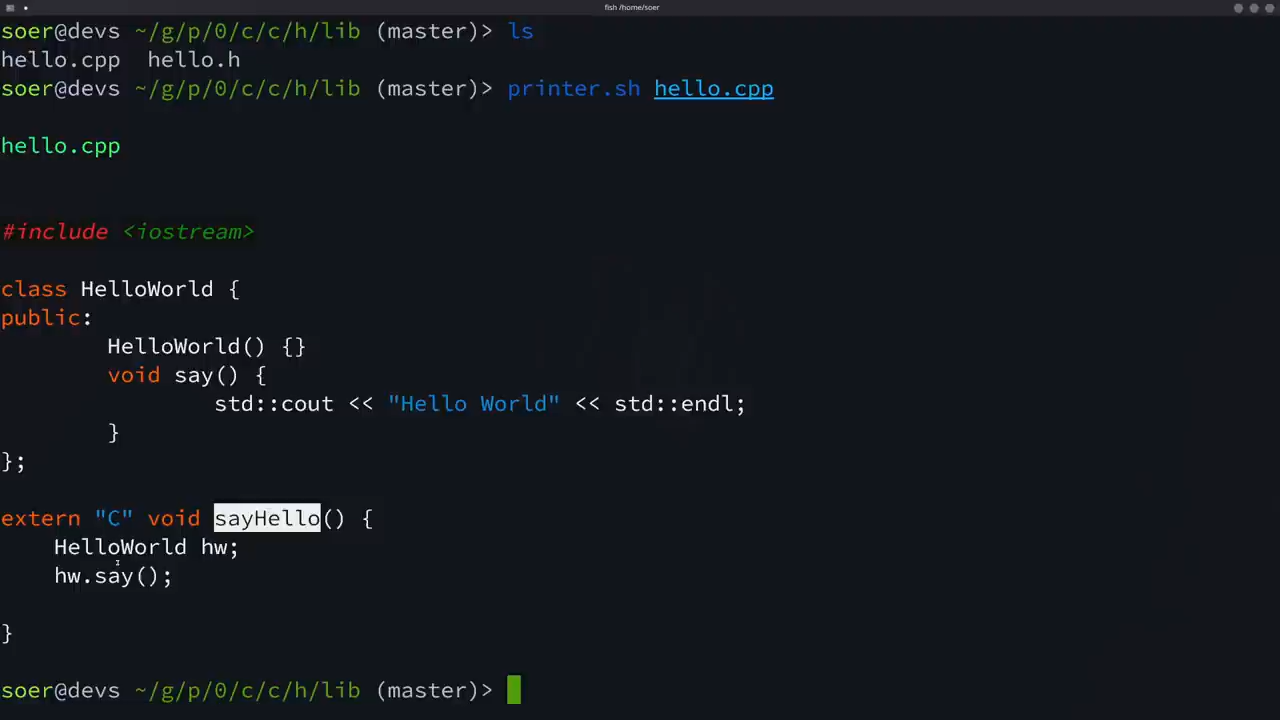 fish /home/soer
soer@devs ~/g/p/0/c/c/h/lib (master)> ls
hello.cpp  hello.h
soer@devs ~/g/p/0/c/c/h/lib (master)> printer.sh hello.cpp
hello.cpp
#include <iostream>
class HelloWorld {
public:
        HelloWorld() {}
        void say() {
                std::cout << "Hello World" << std::endl;
        }
};
extern "C" void sayHello() {
    HelloWorld hw;
    hw.say();
}
soer@devs ~/g/p/0/c/c/h/lib (master)>